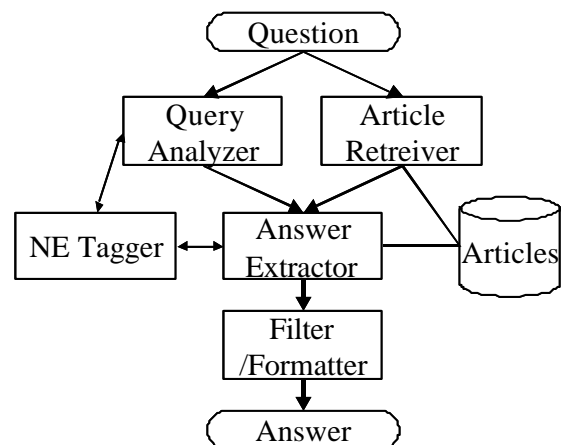 Question
Query
Analyzer
Article
Retreiver
NE Tagger
Answer
Extractor
Articles
Filter
/Formatter
Answer